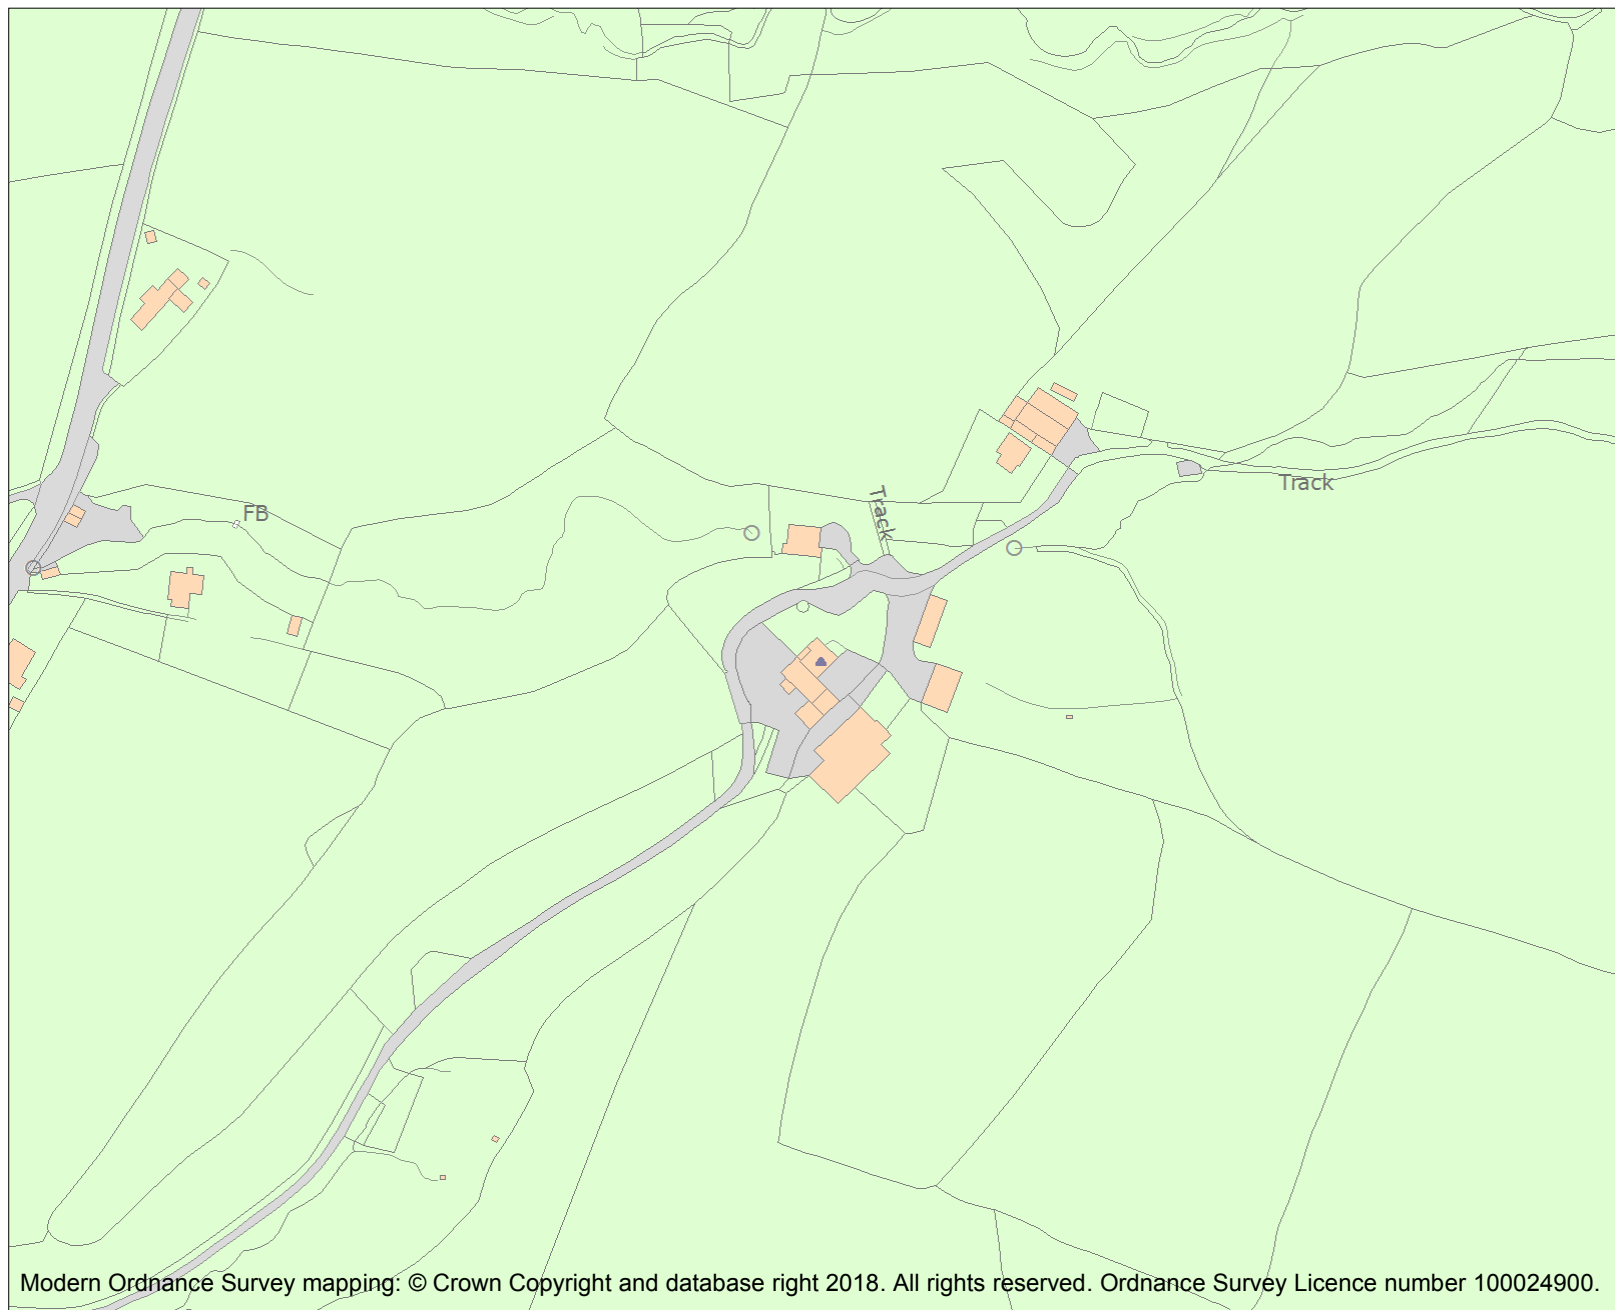 FB
Track
Track
Modern Ordnance Survey mapping: © Crown Copyright and database right 2018. All rights reserved. Ordnance Survey Licence number 100024900.